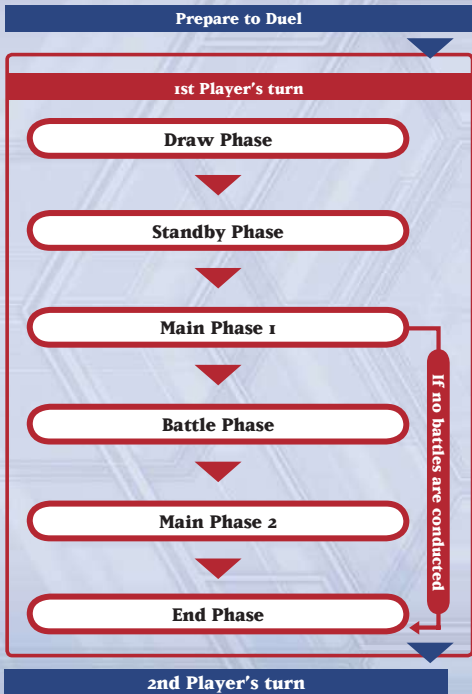 Prepare to Duel
1st Player's turn
Draw Phase
Standby Phase
Main Phase 1
If no battles are conducted
Battle Phase
Main Phase 2
End Phase
2nd Player's turn